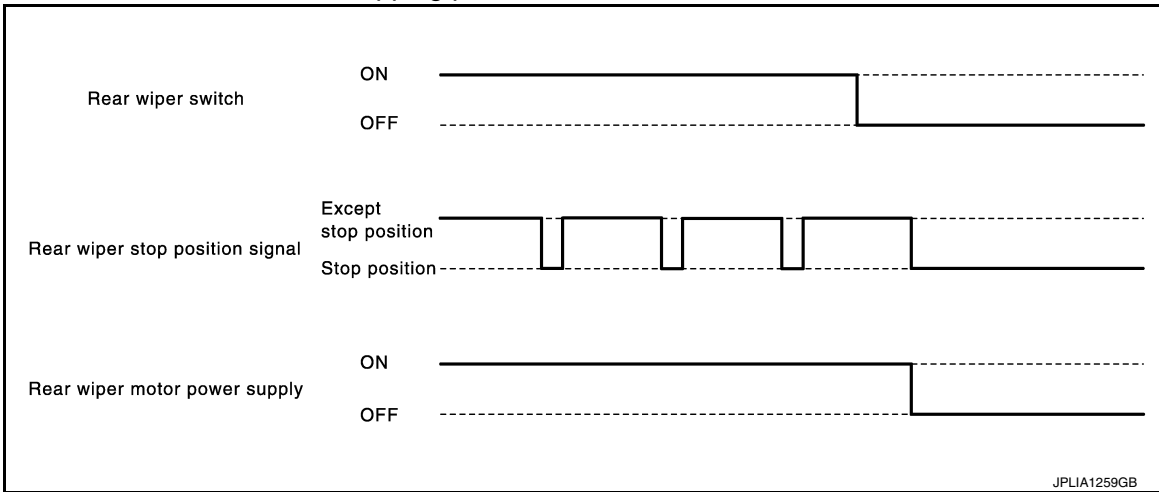 ON
Rear wiper switch
OFF
Except
stop position
Rear wiper stop position signal
Stop position
ON
Rear wiper motor power supply
OFF
JPLIA1259GB